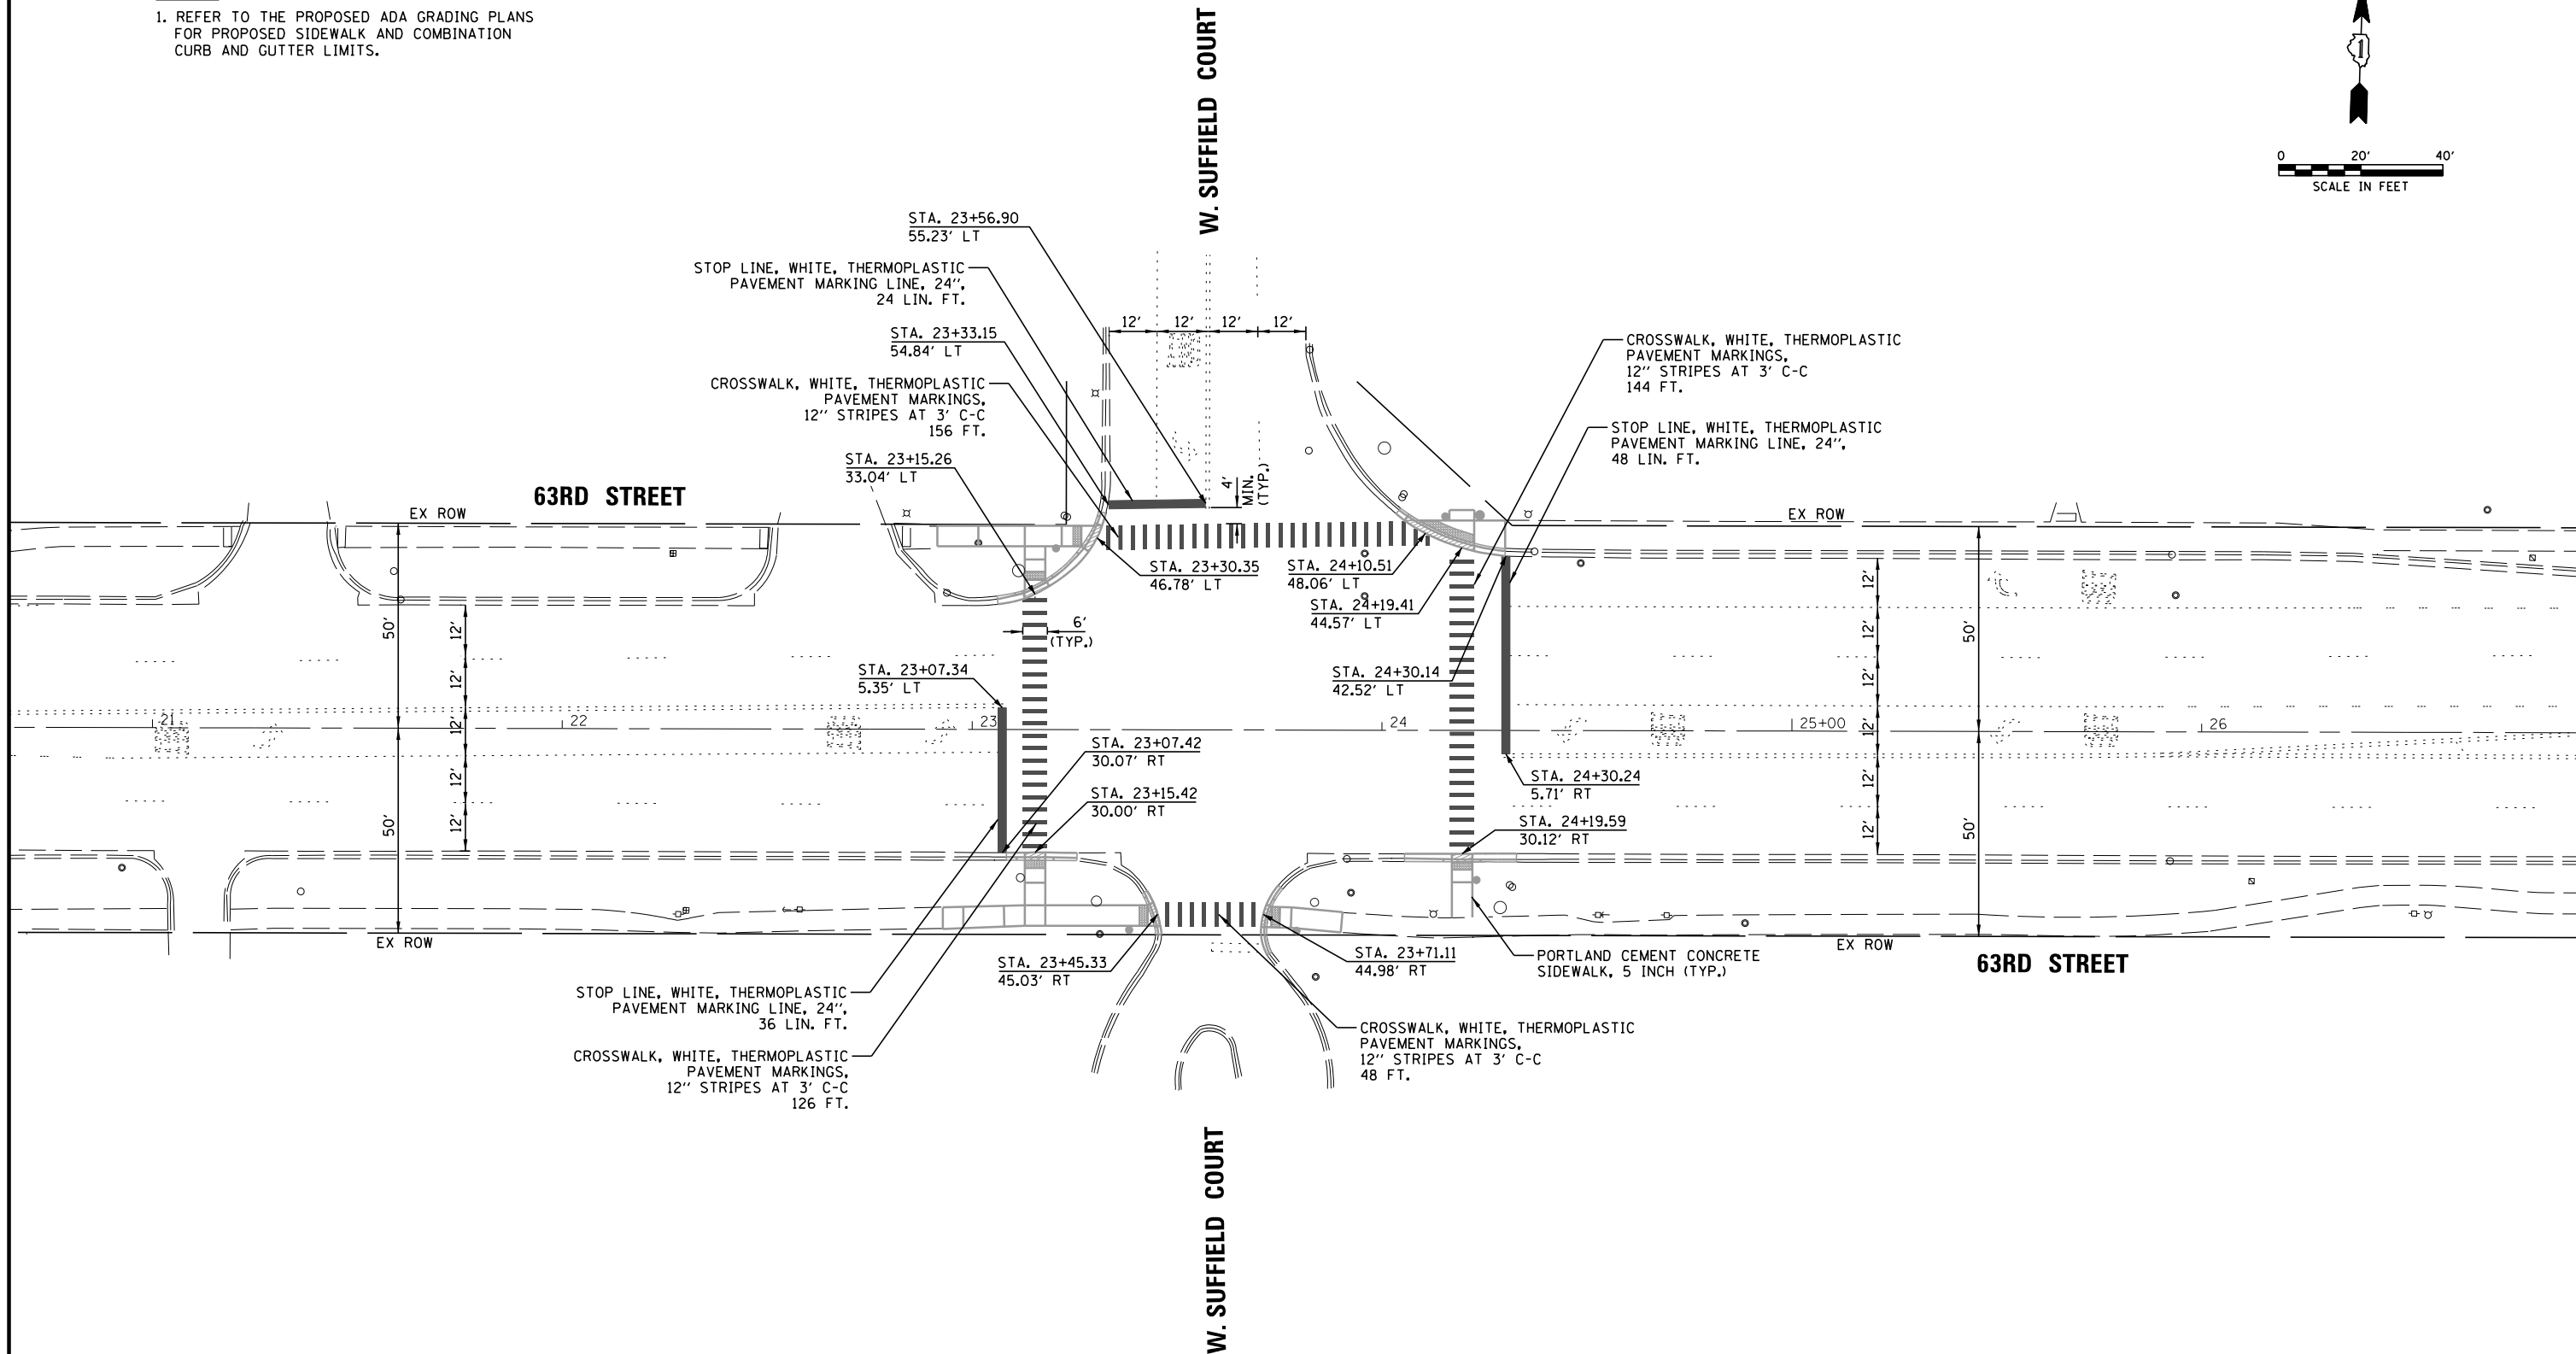 1. REFER TO THE PROPOSED ADA GRADING PLANS
FOR PROPOSED SIDEWALK AND COMBINATION
CURB AND GUTTER LIMITS.
W. SUFFIELD COURT
1
0 20' 40'
SCALE IN FEET
STA. 23+56.90
55.23' LT
STOP LINE, WHITE, THERMOPLASTIC
PAVEMENT MARKING LINE, 24",
24 LIN. FT.
STA. 23+33.15
54.84' LT
CROSSWALK, WHITE, THERMOPLASTIC
PAVEMENT MARKINGS,
12" STRIPES AT 3' C-C
156 FT.
STA. 23+15.26
33.04' LT
12' 12' 12' 12'
4'
MIN.
(TYP.)
CROSSWALK, WHITE, THERMOPLASTIC
PAVEMENT MARKINGS,
12" STRIPES AT 3' C-C
144 FT.
STOP LINE, WHITE, THERMOPLASTIC
PAVEMENT MARKING LINE, 24",
48 LIN. FT.
63RD STREET
EX ROW
EX ROW
STA. 23+30.35
46.78' LT
STA. 24+10.51
48.06' LT
STA. 24+19.41
44.57' LT
6'
(TYP.)
STA. 23+07.34
5.35' LT
STA. 24+30.14
42.52' LT
50'
50'
12'
12'
12'
12'
12'
12'
12'
12'
12'
12'
12'
50'
50'
21 22 23 24 25+00 26
STA. 23+07.42
30.07' RT
STA. 23+15.42
30.00' RT
STA. 24+30.24
5.71' RT
STA. 24+19.59
30.12' RT
EX ROW
EX ROW
STA. 23+45.33
45.03' RT
STA. 23+71.11
44.98' RT
PORTLAND CEMENT CONCRETE
SIDEWALK, 5 INCH (TYP.)
63RD STREET
STOP LINE, WHITE, THERMOPLASTIC
PAVEMENT MARKING LINE, 24",
36 LIN. FT.
CROSSWALK, WHITE, THERMOPLASTIC
PAVEMENT MARKINGS,
12" STRIPES AT 3' C-C
126 FT.
CROSSWALK, WHITE, THERMOPLASTIC
PAVEMENT MARKINGS,
12" STRIPES AT 3' C-C
48 FT.
W. SUFFIELD COURT